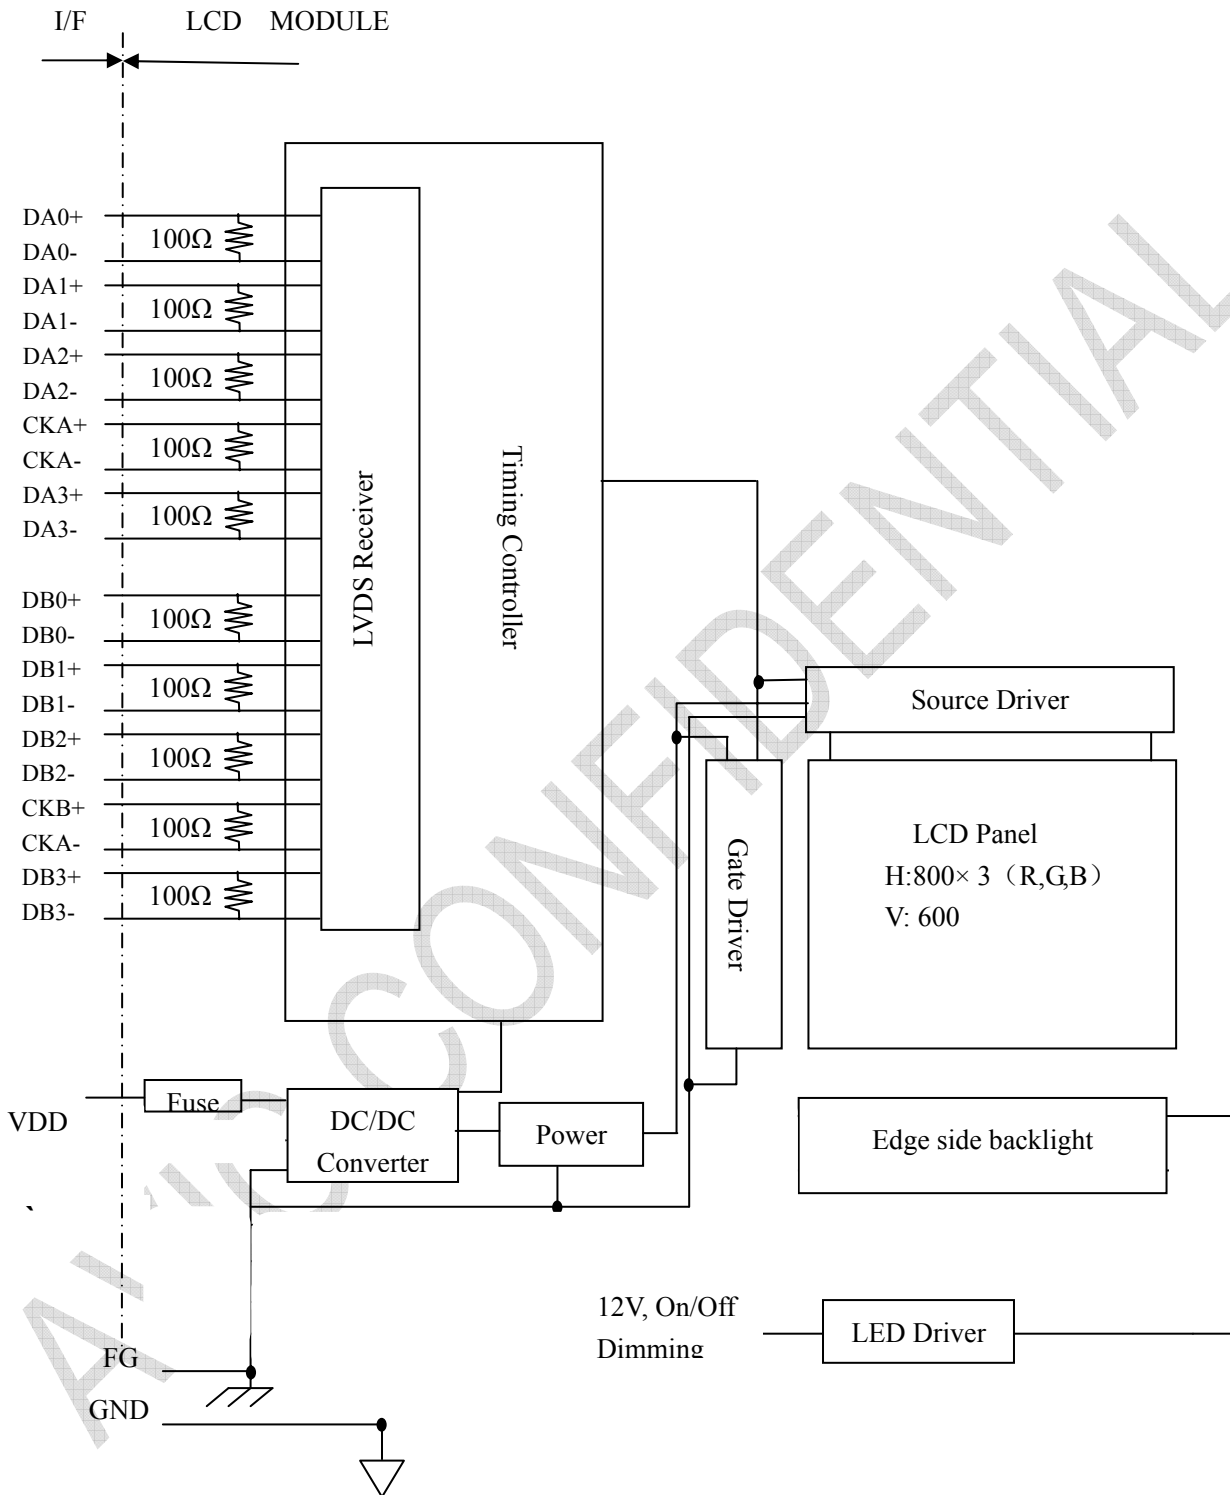 I/F LCD MODULE
DA0+
100Ω
DA0-
DA1+
100Ω
DA1-
DA2+
100Ω
DA2-
CKA+
100Ω
CKA-
DA3+
100Ω
DA3-
DB0+
100Ω
DB0-
DB1+
100Ω
DB1-
DB2+
100Ω
DB2-
CKB+
100Ω
CKA-
DB3+
100Ω
DB3-
LVDS Receiver
Timing Controller
Source Driver
Gate Driver
LCD Panel
H:800× 3（R,G,B）
V: 600
VDD
Fuse
DC/DC
Converter
Power
Edge side backlight
12V, On/Off
Dimming
LED Driver
FG
GND
AVIC CONFIDENTIAL